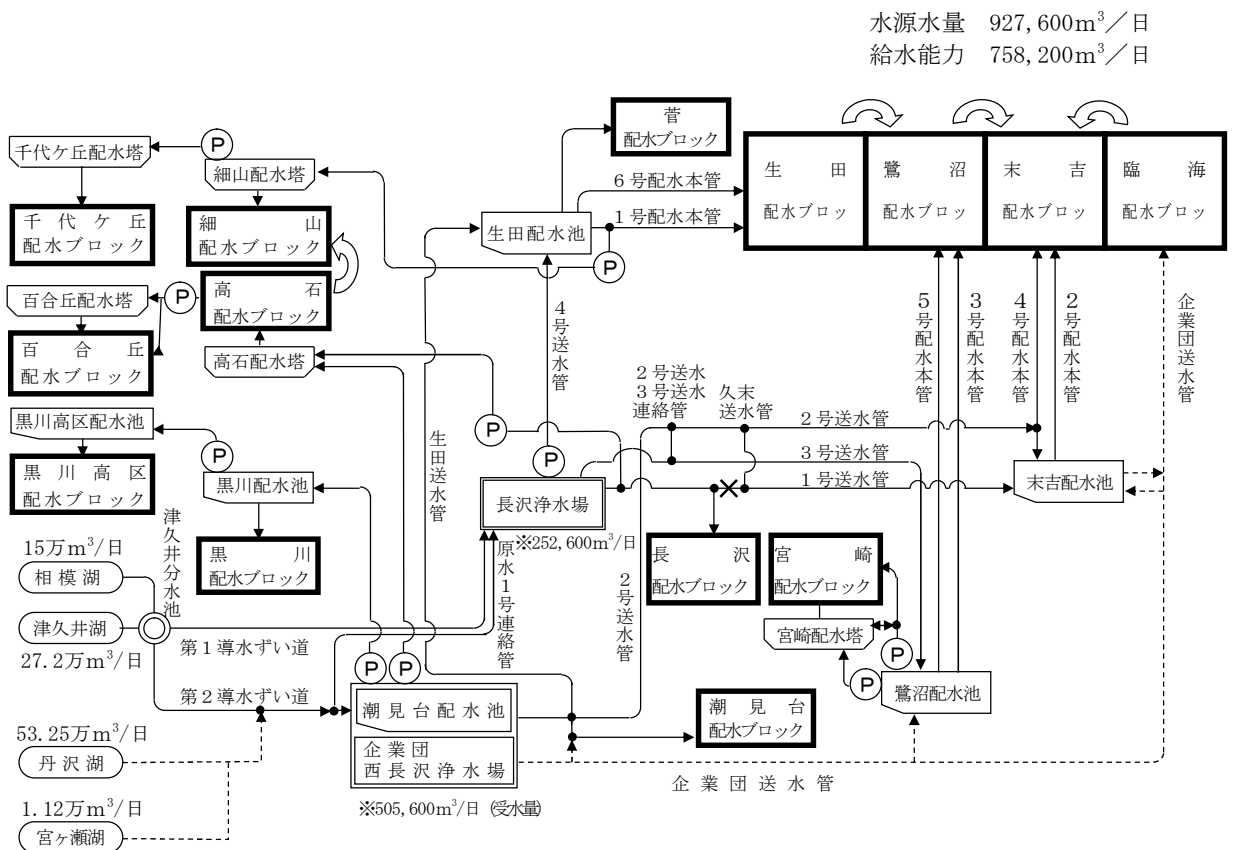 水源水量 927,600m³／日
給水能力 758,200m³／日
菅
配水ブロック
生田
配水ブロッ
鷺沼
配水ブロッ
末吉
配水ブロッ
臨海
配水ブロッ
千代ケ丘配水塔
P
細山配水塔
千代ケ丘
配水ブロック
細山
配水ブロック
6号配水本管
1号配水本管
生田配水池
P
百合丘配水塔
P
高石
配水ブロック
百合丘
配水ブロック
高石配水塔
4号送水管
5号配水本管
3号配水本管
4号配水本管
2号配水本管
企業団送水管
2号送水
3号送水
連絡管
久末
送水管
黒川高区配水池
P
P
P
生田送水管
2号送水管
3号送水管
1号送水管
黒川高区
配水ブロック
黒川配水池
長沢浄水場
末吉配水池
※252,600m³/日
津久井分水池
15万m³/日
相模湖
黒川
配水ブロック
原水1号連絡管
2号送水管
長沢
配水ブロック
宮崎
配水ブロック
津久井湖
27.2万m³/日
第1導水ずい道
宮崎配水塔
P
P
P
P
鷺沼配水池
第2導水ずい道
潮見台配水池
潮見台
配水ブロック
53.25万m³/日
丹沢湖
企業団
西長沢浄水場
企業団送水管
※505,600m³/日 (受水量)
1.12万m³/日
宮ヶ瀬湖